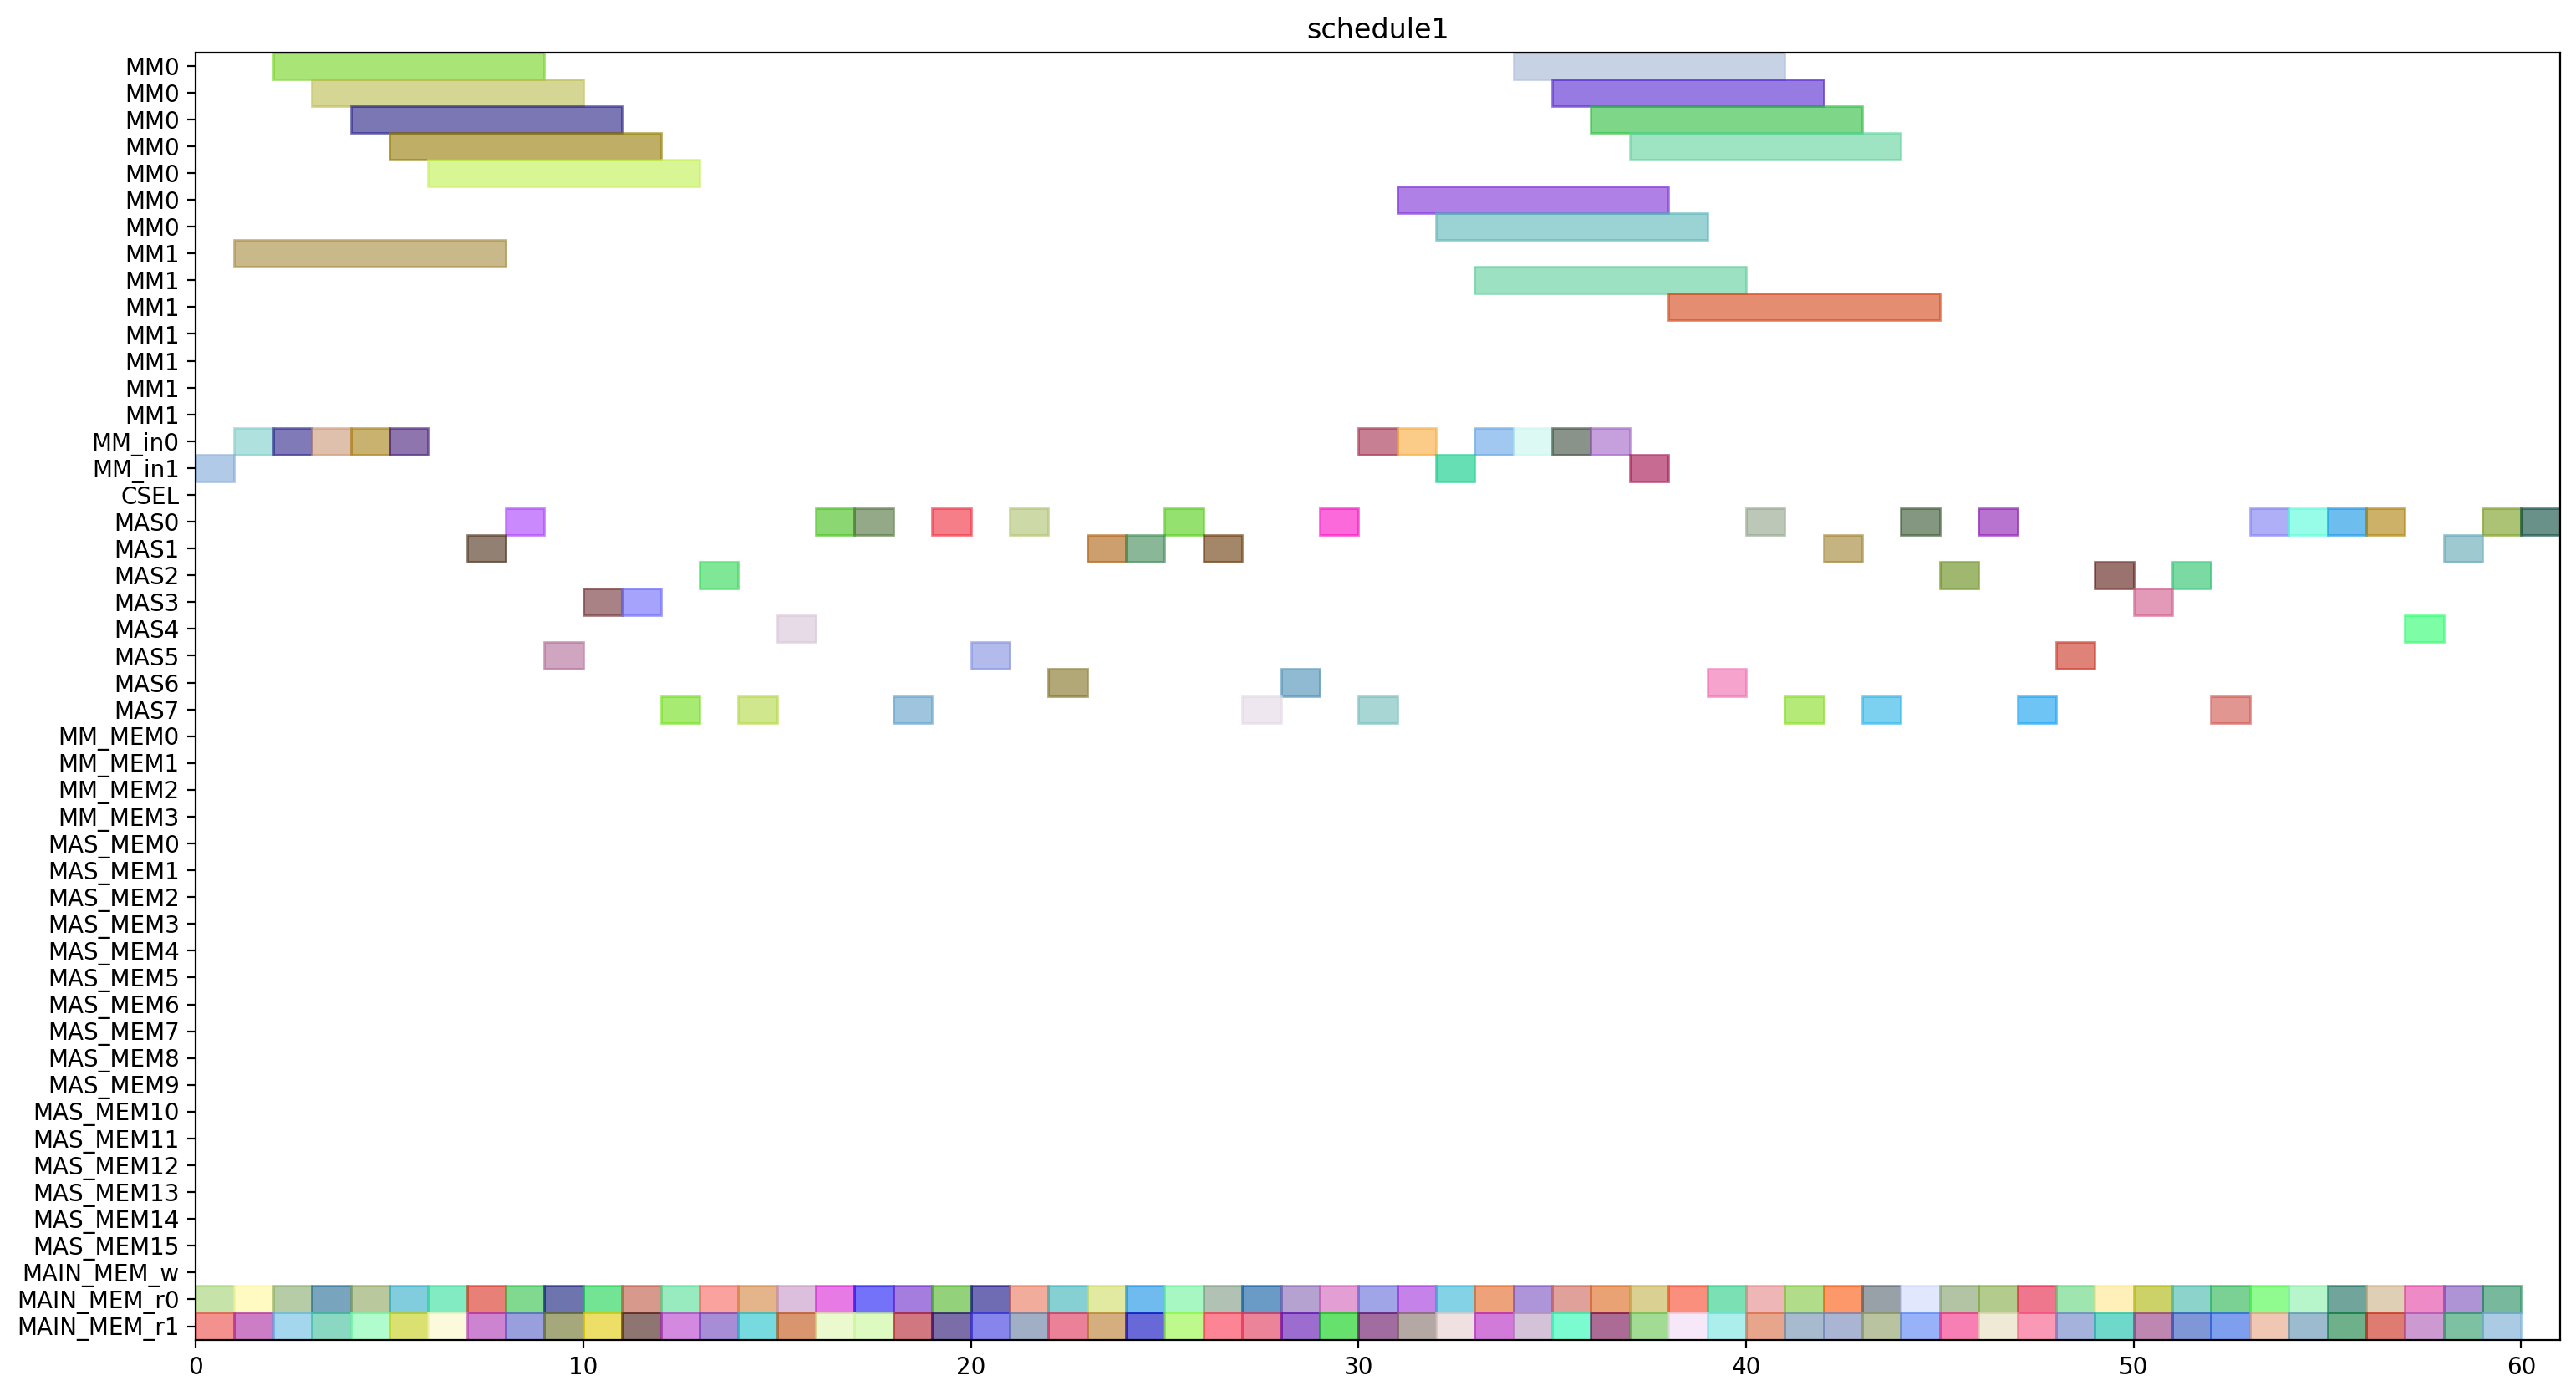 schedule1
MM0
MM0
MM0
MM0
MM0
MM0
MM0
MM1
MM1
MM1
MM1
MM1
MM1
MM1
MM_in0
MM_in1
CSEL
MAS0
MAS1
MAS2
MAS3
MAS4
MAS5
MAS6
MAS7
MM_MEM0
MM_MEM1
MM_MEM2
MM_MEM3
MAS_MEM0
MAS_MEM1
MAS_MEM2
MAS_MEM3
MAS_MEM4
MAS_MEM5
MAS_MEM6
MAS_MEM7
MAS_MEM8
MAS_MEM9
MAS_MEM10
MAS_MEM11
MAS_MEM12
MAS_MEM13
MAS_MEM14
MAS_MEM15
MAIN_MEM_w
MAIN_MEM_r0
MAIN_MEM_r1
0 10 20 30 40 50 60